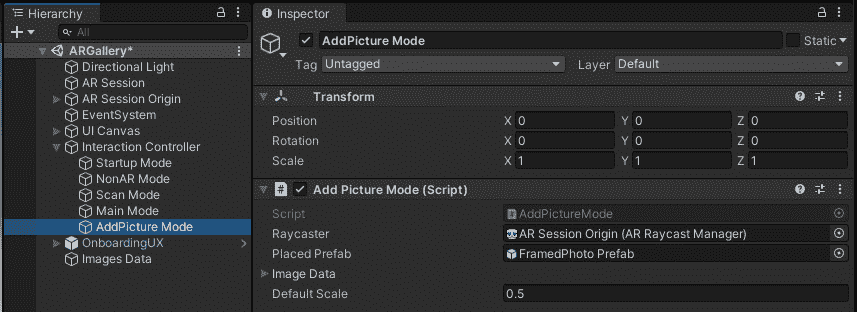 Hierarchy
All
ARGallery*
Directional Light
AR Session
AR Session Origin
EventSystem
UI Canvas
Interaction Controller
Startup Mode
NonAR Mode
Scan Mode
Main Mode
AddPicture Mode
OnboardingUX
Images Data
Inspector
AddPicture Mode Static
Tag Untagged Layer Default
Transform
Position X 0 Y 0 Z 0
Rotation X 0 Y 0 Z 0
Scale X 1 Y 1 Z 1
# Add Picture Mode (Script)
Script AddPictureMode
Raycaster AR Session Origin (AR Raycast Manager)
Placed Prefab FramedPhoto Prefab
Image Data
Default Scale 0.5